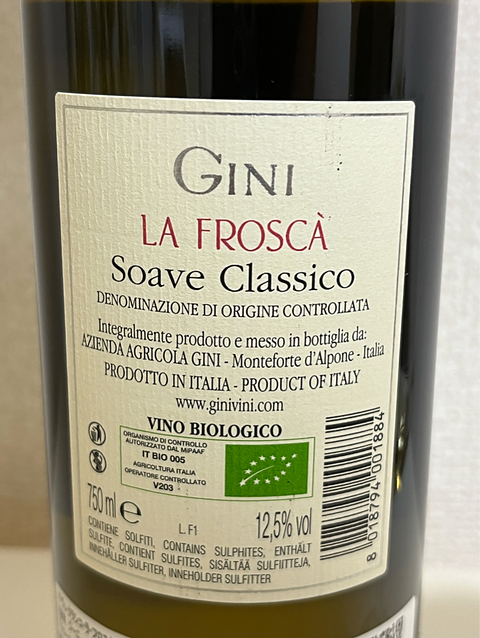 GINI
LA FROSCÀ
Soave Classico
DENOMINAZIONE DI ORIGINE CONTROLLATA
Integralmente prodotto e messo in bottiglia da:
AZIENDA AGRICOLA GINI - Monteforte d'Alpone - Italia
PRODOTTO IN ITALIA - PRODUCT OF ITALY
www.ginivini.com
VINO BIOLOGICO
ORGANISMO DI CONTROLLO
AUTORIZZATO DAL MIPAAF
IT BIO 005
AGRICOLTURA ITALIA
OPERATORE CONTROLLATO
V203
750 ml e
L.F1
12,5% vol
CONTIENE SOLFITI, CONTAINS SULPHITES, ENTHÄLT
SULFITE, CONTIENT SULFITES, SISÄLTÄÄ SULFIITTEJA,
INNEHÅLLER SULFITER, INNEHOLDER SULFITTER
8 018794 001884